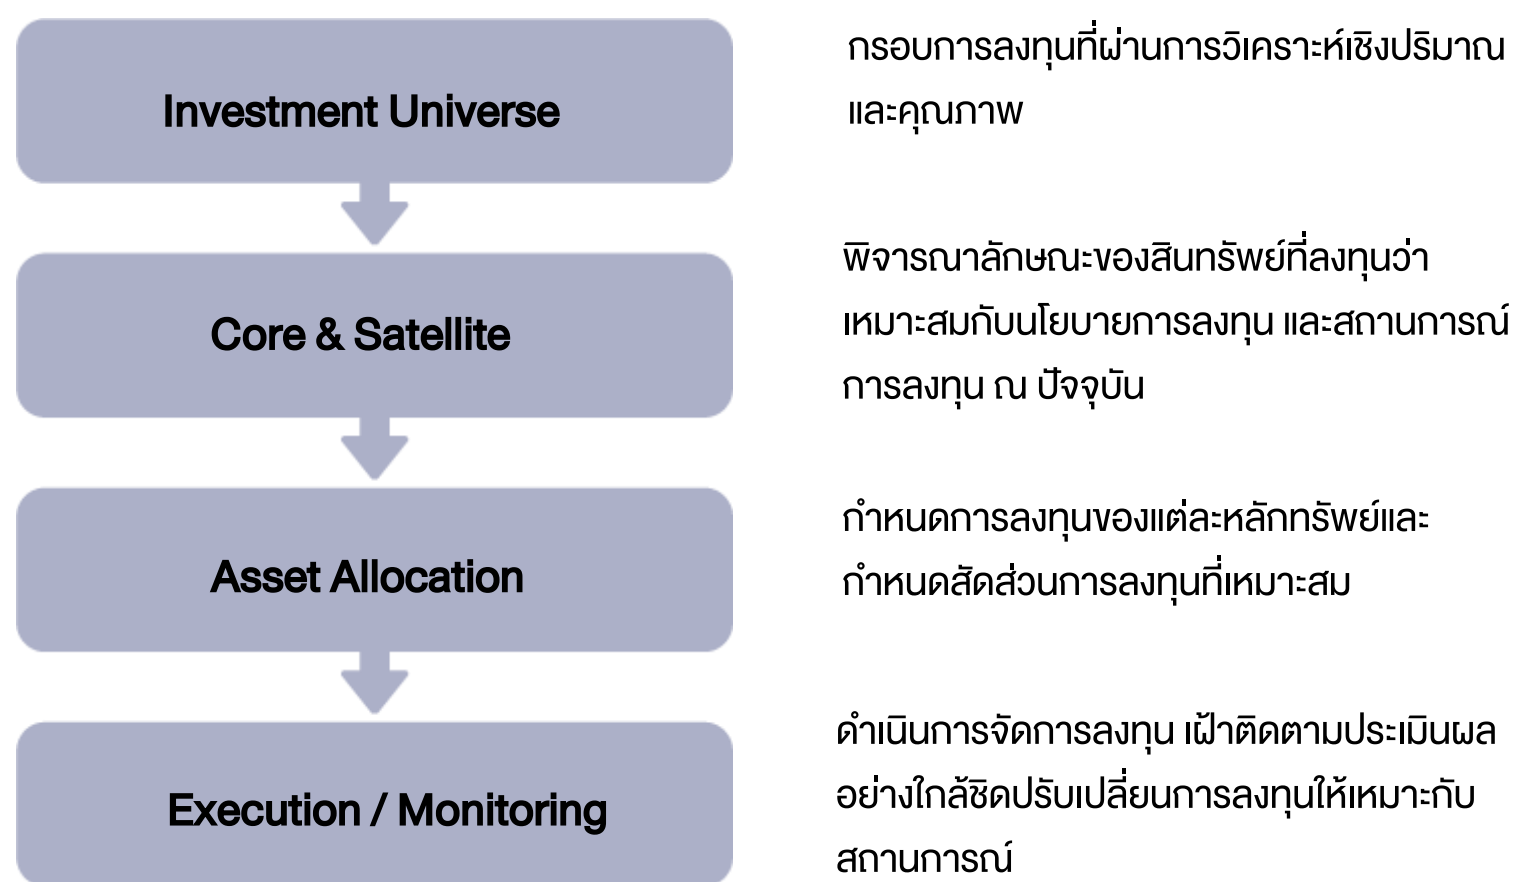 Investment Universe
กรอบการลงทุนที่ผ่านการวิเคราะห์เชิงปริมาณ
และคุณภาพ
Core & Satellite
พิจารณาลักษณะของสินทรัพย์ที่ลงทุนว่า
เหมาะสมกับนโยบายการลงทุน และสถานการณ์
การลงทุน ณ ปัจจุบัน
Asset Allocation
กำหนดการลงทุนของแต่ละหลักทรัพย์และ
กำหนดสัดส่วนการลงทุนที่เหมาะสม
Execution / Monitoring
ดำเนินการจัดการลงทุน เฝ้าติดตามประเมินผล
อย่างใกล้ชิดปรับเปลี่ยนการลงทุนให้เหมาะกับ
สถานการณ์